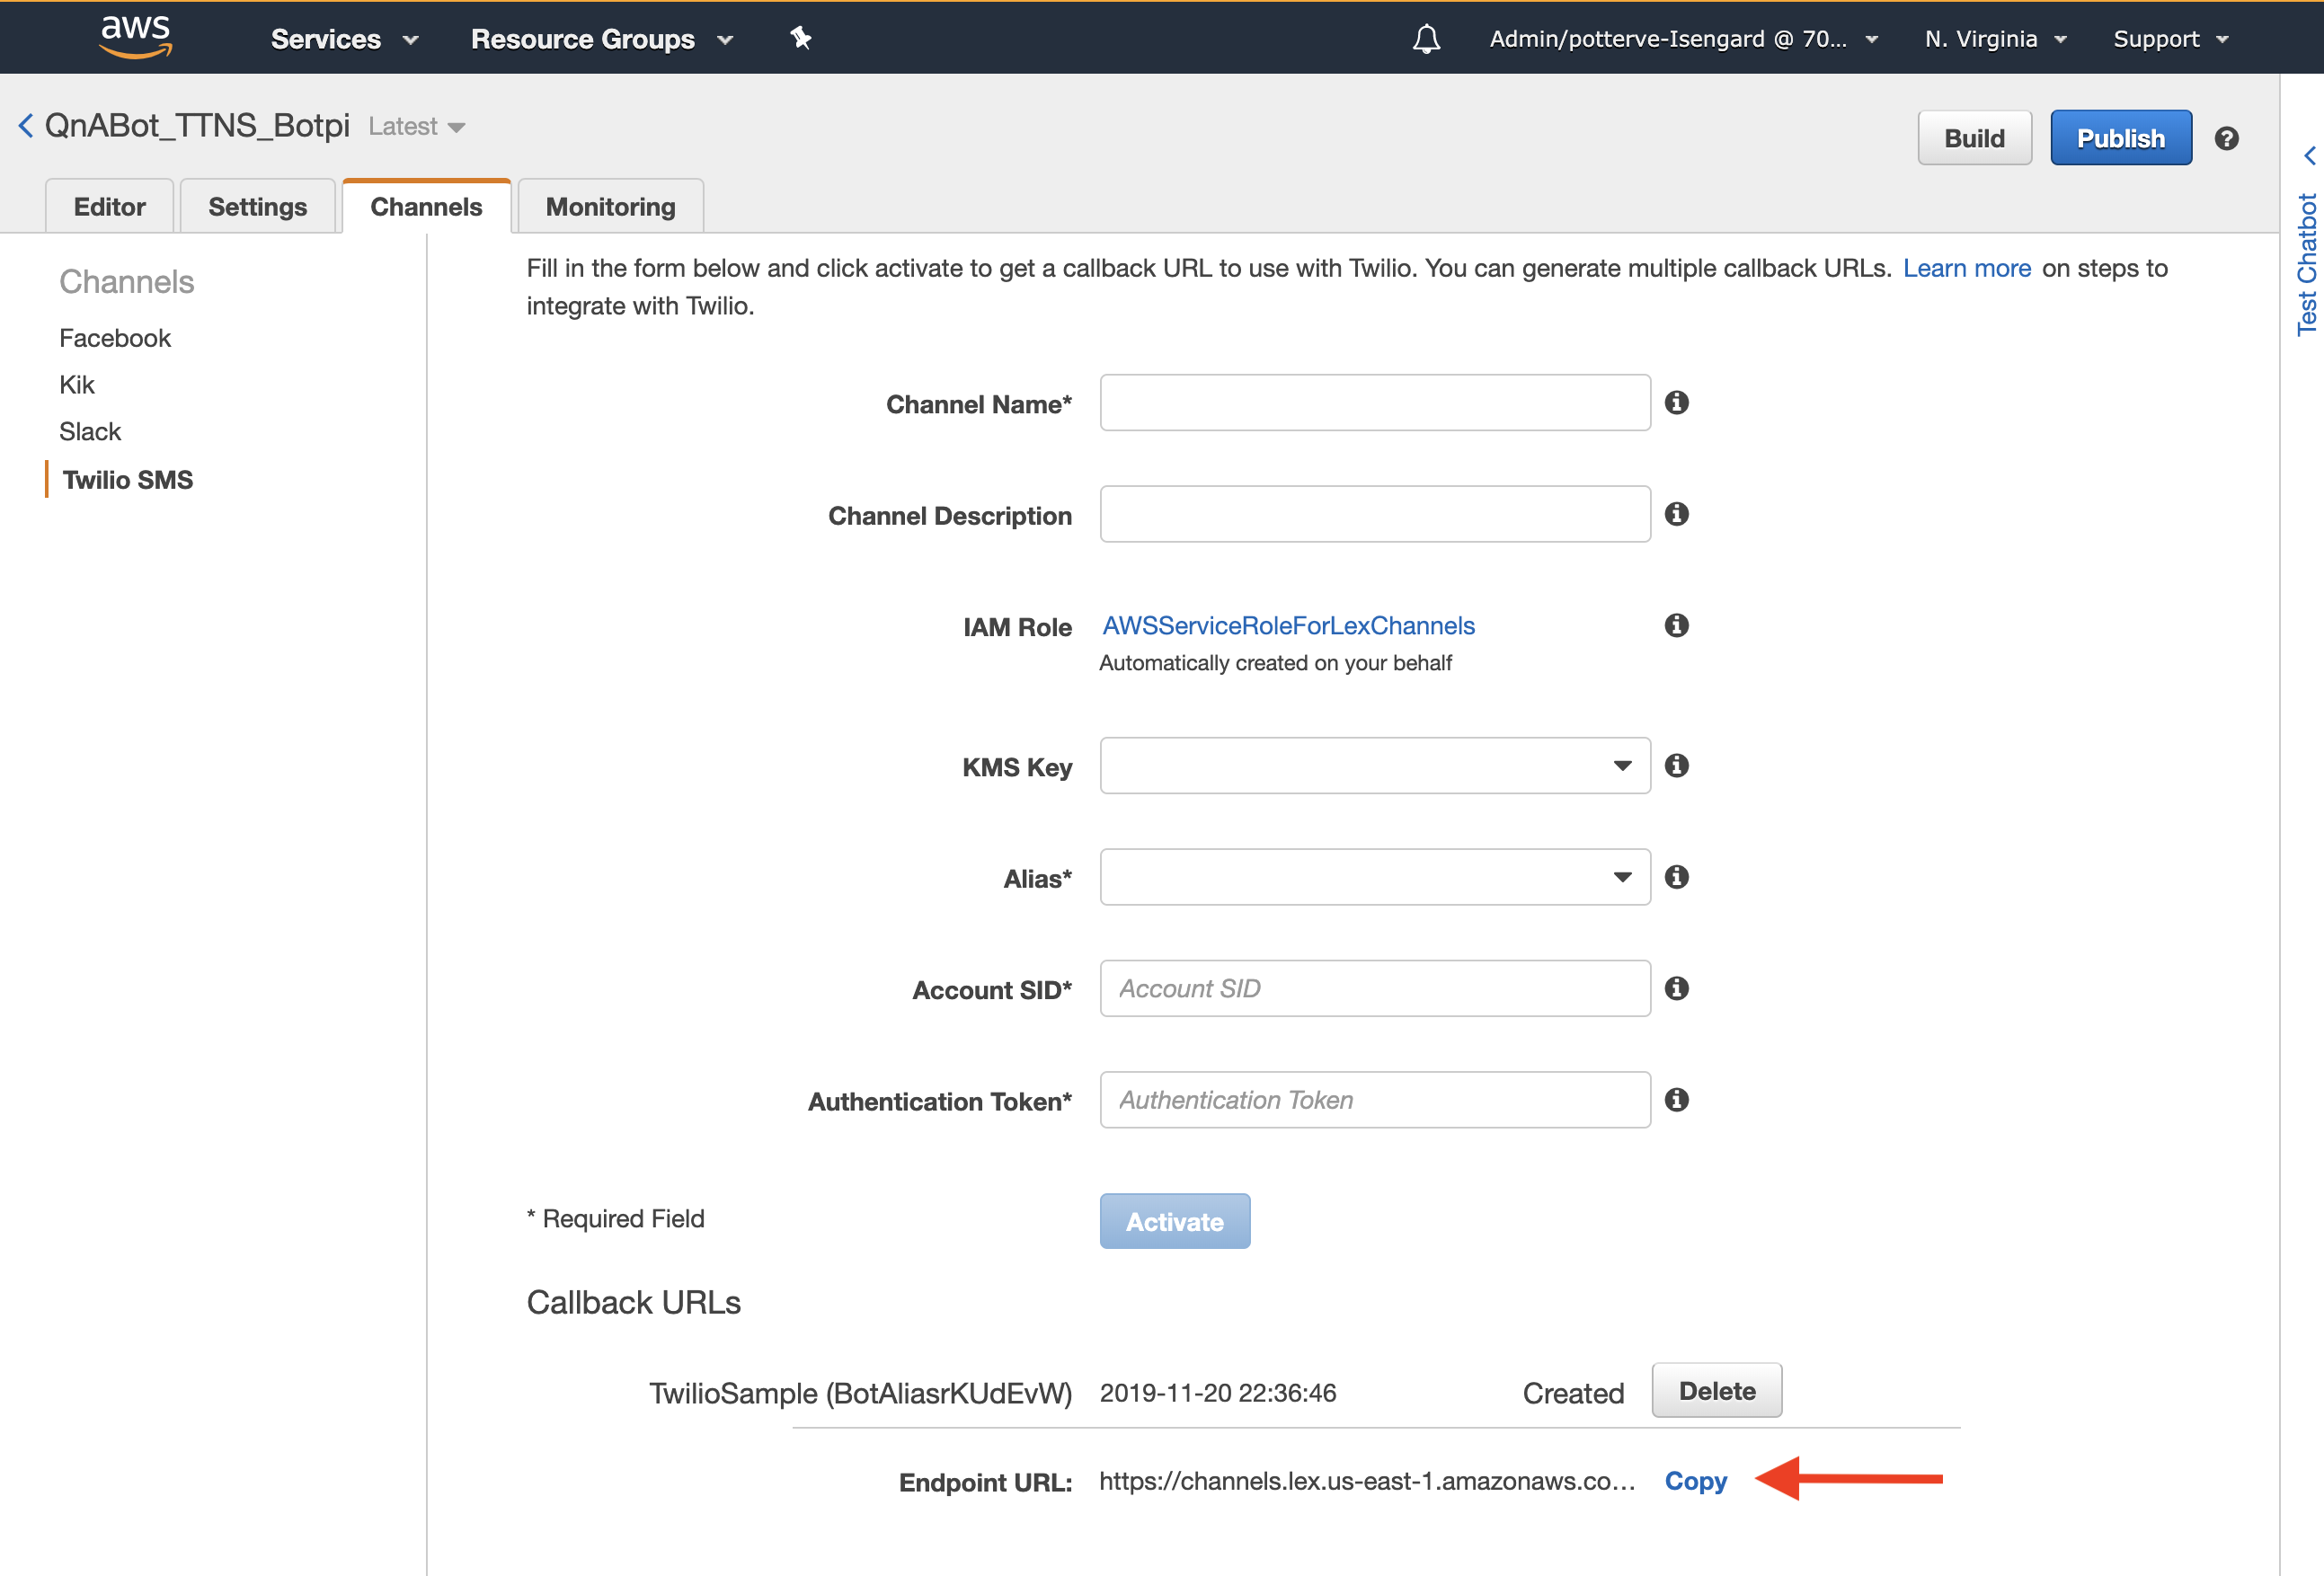 aws
Services
Resource Groups
Admin/potterve-Isengard @ 70...
N. Virginia
Support
QnABot_TTNS_Botpi Latest
Build
Publish
?
Editor
Settings
Channels
Monitoring
Test Chatbot
Channels
Facebook
Kik
Slack
Twilio SMS
Fill in the form below and click activate to get a callback URL to use with Twilio. You can generate multiple callback URLs. Learn more on steps to
integrate with Twilio.
Channel Name*
Channel Description
IAM Role AWSServiceRoleForLexChannels
Automatically created on your behalf
KMS Key
Alias*
Account SID* Account SID
Authentication Token* Authentication Token
* Required Field
Activate
Callback URLs
TwilioSample (BotAliasrKUdEvW) 2019-11-20 22:36:46 Created Delete
Endpoint URL: https://channels.lex.us-east-1.amazonaws.co... Copy